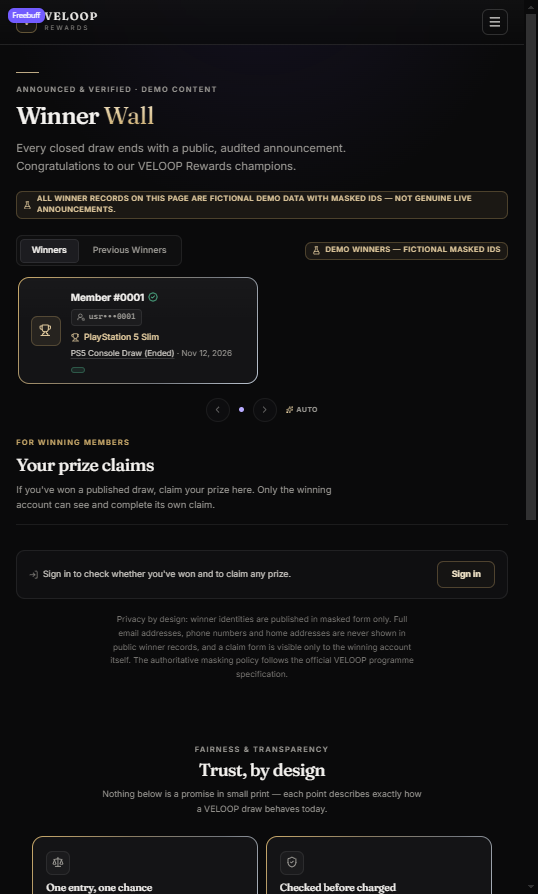 Freebuff
VELOOP
REWARDS
ANNOUNCED & VERIFIED · DEMO CONTENT
Winner Wall
Every closed draw ends with a public, audited announcement.
Congratulations to our VELOOP Rewards champions.
ALL WINNER RECORDS ON THIS PAGE ARE FICTIONAL DEMO DATA WITH MASKED IDS — NOT GENUINE LIVE
ANNOUNCEMENTS.
Winners
Previous Winners
DEMO WINNERS — FICTIONAL MASKED IDS
Member #0001
usr•••0001
PlayStation 5 Slim
PS5 Console Draw (Ended) · Nov 12, 2026
AUTO
FOR WINNING MEMBERS
Your prize claims
If you've won a published draw, claim your prize here. Only the winning
account can see and complete its own claim.
Sign in to check whether you've won and to claim any prize.
Sign in
Privacy by design: winner identities are published in masked form only. Full
email addresses, phone numbers and home addresses are never shown in
public winner records, and a claim form is visible only to the winning account
itself. The authoritative masking policy follows the official VELOOP programme
specification.
FAIRNESS & TRANSPARENCY
Trust, by design
Nothing below is a promise in small print — each point describes exactly how
a VELOOP draw behaves today.
One entry, one chance
Checked before charged